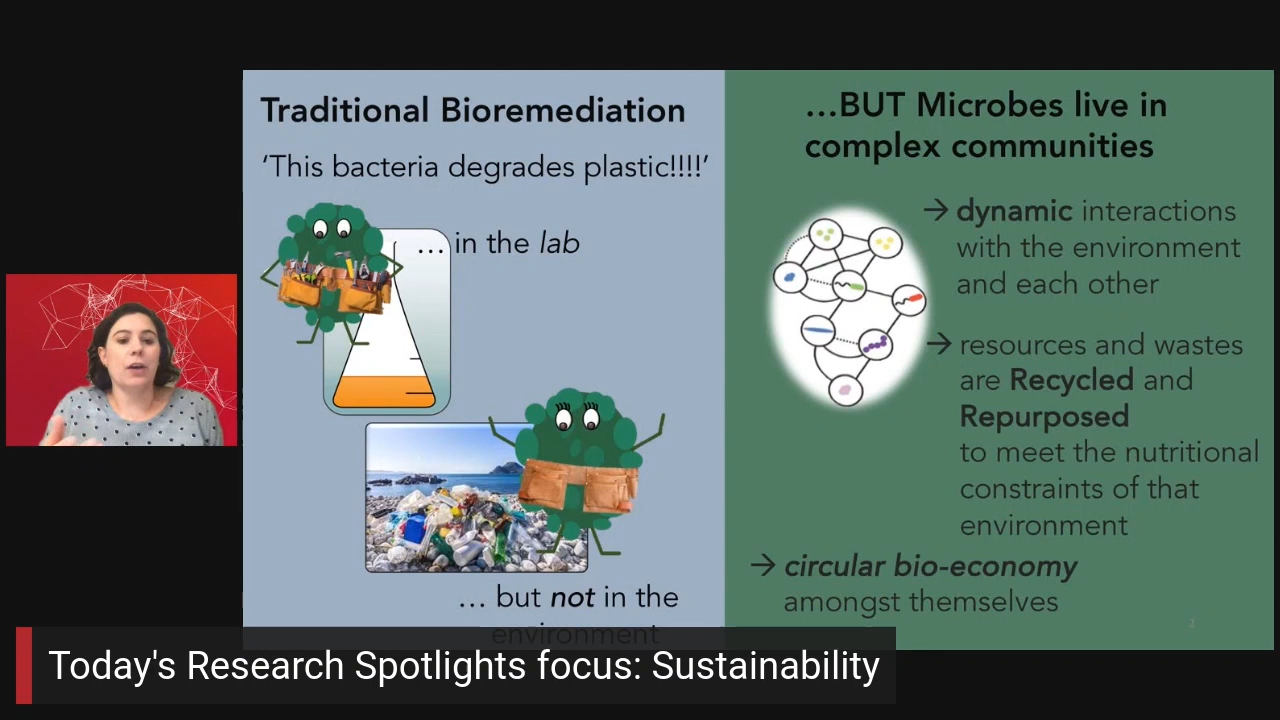 Traditional Bioremediation
'This bacteria degrades plastic!!!!'
... in the lab
... but not in the
environment
...BUT Microbes live in
complex communities
→ dynamic interactions
with the environment
and each other
→ resources and wastes
are Recycled and
Repurposed
to meet the nutritional
constraints of that
environment
→ circular bio-economy
amongst themselves
2
Today's Research Spotlights focus: Sustainability